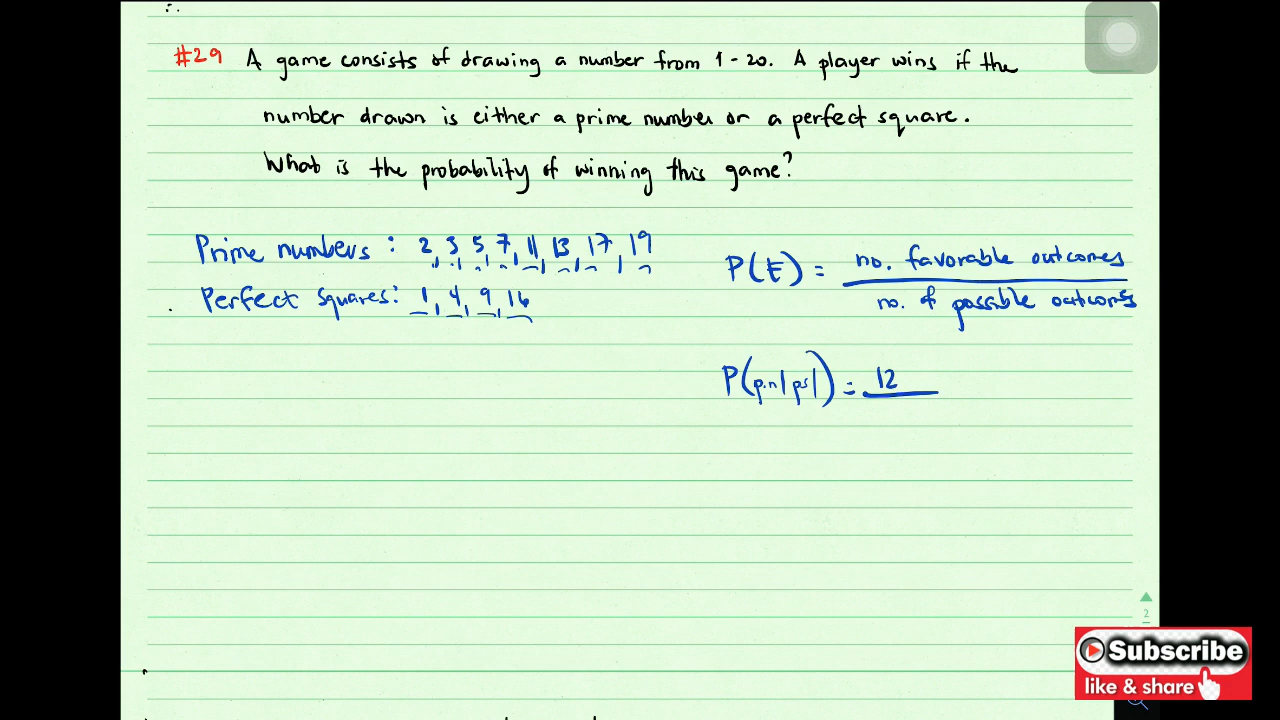 #29 A game consists of drawing a number from 1 - 20. A player wins if the
number drawn is either a prime number or a perfect square.
What is the probability of winning this game?
Prime numbers : 2, 3, 5, 7, 11, 13, 17, 19
Perfect squares: 1, 4, 9, 16
P(E) = no. favorable outcomes
no. of possible outcomes
P(p.n| ps|) = 12
2
Subscribe
like & share